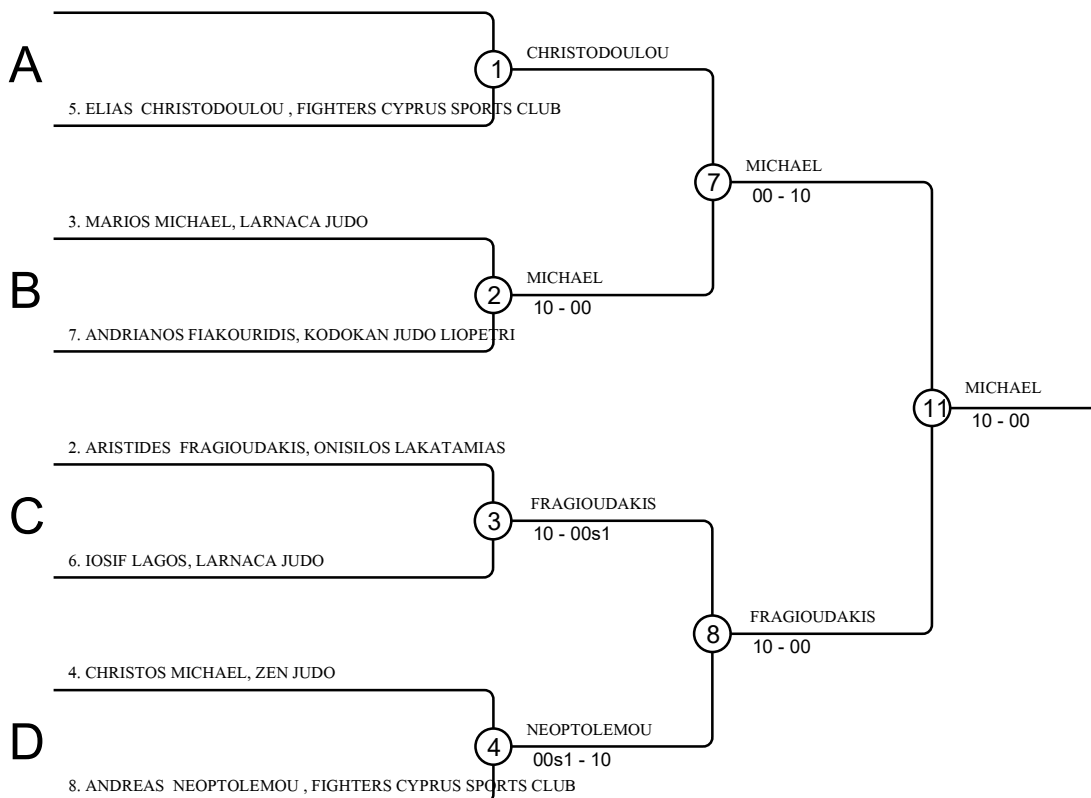 CHRISTODOULOU
A
1
5. ELIAS CHRISTODOULOU , FIGHTERS CYPRUS SPORTS CLUB
MICHAEL
7
00 - 10
3. MARIOS MICHAEL, LARNACA JUDO
B
MICHAEL
2
10 - 00
7. ANDRIANOS FIAKOURIDIS, KODOKAN JUDO LIOPETRI
MICHAEL
11
10 - 00
2. ARISTIDES FRAGIOUDAKIS, ONISILOS LAKATAMIAS
C
FRAGIOUDAKIS
3
10 - 00s1
6. IOSIF LAGOS, LARNACA JUDO
FRAGIOUDAKIS
8
10 - 00
4. CHRISTOS MICHAEL, ZEN JUDO
D
NEOPTOLEMOU
4
00s1 - 10
8. ANDREAS NEOPTOLEMOU , FIGHTERS CYPRUS SPORTS CLUB